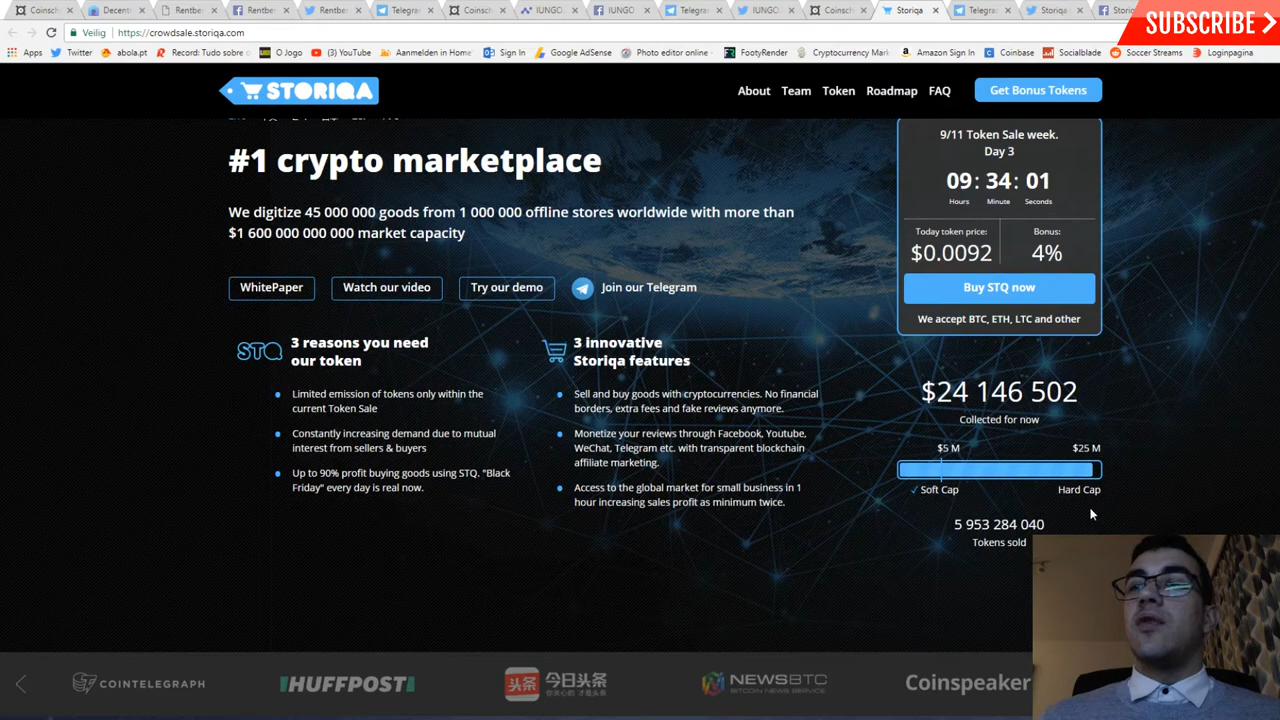 Coinsch
Decent
Rentbe
Rentbe
Rentbe
Telegra
Coinsch
IUNGO
IUNGO
Telegra
IUNGO
Coinsch
Storiqa
Telegra
Storiqa
Storiq
SUBSCRIBE
Veilig
https://crowdsale.storiqa.com
Apps
Twitter
abola.pt
Record: Tudo sobre o
O Jogo
(3) YouTube
Aanmelden in Home
Sign In
Google AdSense
Photo editor online -
FootyRender
Cryptocurrency Mark
Amazon Sign In
Coinbase
Socialblade
Soccer Streams
Loginpagina
STORIQA
About
Team
Token
Roadmap
FAQ
Get Bonus Tokens
#1 crypto marketplace
We digitize 45 000 000 goods from 1 000 000 offline stores worldwide with more than
$1 600 000 000 000 market capacity
WhitePaper
Watch our video
Try our demo
Join our Telegram
STQ
3 reasons you need
our token
Limited emission of tokens only within the
current Token Sale
Constantly increasing demand due to mutual
interest from sellers & buyers
Up to 90% profit buying goods using STQ. "Black
Friday" every day is real now.
3 innovative
Storiqa features
Sell and buy goods with cryptocurrencies. No financial
borders, extra fees and fake reviews anymore.
Monetize your reviews through Facebook, Youtube,
WeChat, Telegram etc. with transparent blockchain
affiliate marketing.
Access to the global market for small business in 1
hour increasing sales profit as minimum twice.
9/11 Token Sale week.
Day 3
09 : 34 : 01
Hours Minute Seconds
Today token price:
$0.0092
Bonus:
4%
Buy STQ now
We accept BTC, ETH, LTC and other
$24 146 502
Collected for now
$5 M
$25 M
✓ Soft Cap
Hard Cap
5 953 284 040
Tokens sold
COINTELEGRAPH
HUFFPOST
头条
今日头条
你关心的 才是头条
NEWSBTC
BITCOIN NEWS SERVICE
Coinspeaker